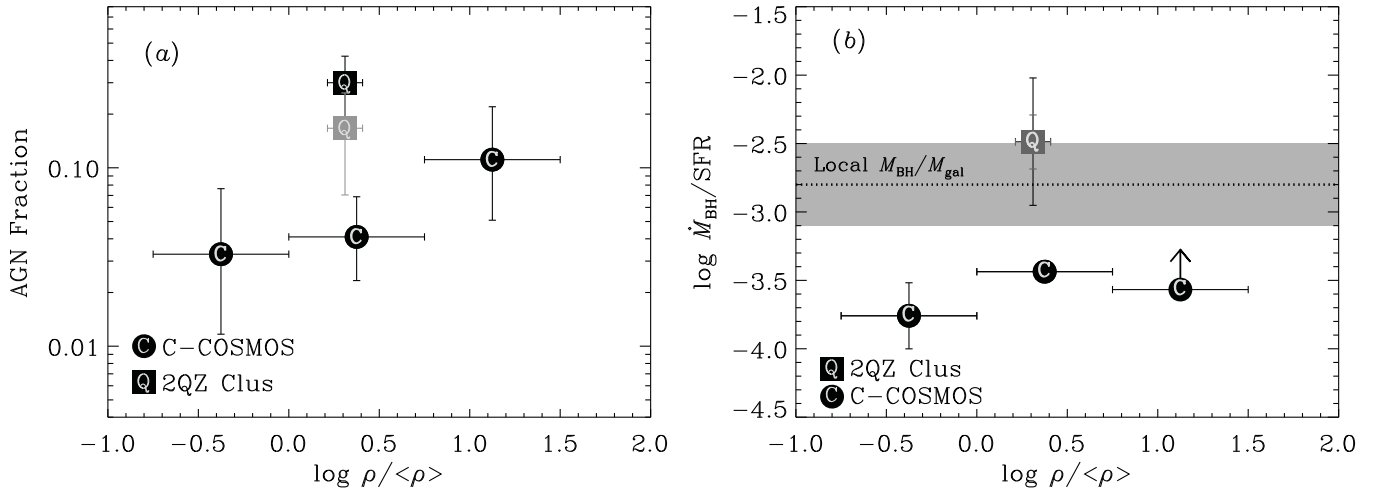 (a)
AGN Fraction
0.10
0.01
Q
Q
C
C
C
C C-COSMOS
Q 2QZ Clus
-1.0 -0.5 0.0 0.5 1.0 1.5 2.0
log ρ/<ρ>
(b)
log Ṁ_BH/SFR
-1.5
-2.0
-2.5
-3.0
-3.5
-4.0
-4.5
Q
Local M_BH/M_gal
C
C
C
Q 2QZ Clus
C C-COSMOS
-1.0 -0.5 0.0 0.5 1.0 1.5 2.0
log ρ/<ρ>